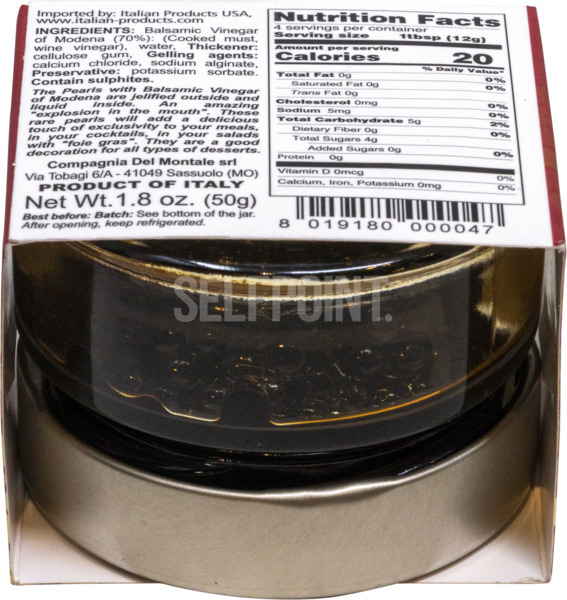 Imported by: Italian Products USA,
www.italian-products.com
INGREDIENTS: Balsamic Vinegar
of Modena (70%): (Cooked must,
wine vinegar), water, Thickener:
cellulose gum, Gelling agents:
calcium chloride, sodium alginate,
Preservative: potassium sorbate.
Contain sulphites.
The Pearls with Balsamic Vinegar
of Modena are jellified outside and
liquid inside. An amazing
"explosion in the mouth". These
rare pearls will add a delicious
touch of exclusivity to your meals,
in your cocktails, in your salads
with "foie gras". They are a good
decoration for all types of desserts.
Compagnia Del Montale srl
Via Tobagi 6/A - 41049 Sassuolo (MO)
PRODUCT OF ITALY
Net Wt.1.8 oz. (50g)
Best before: Batch: See bottom of the jar.
After opening, keep refrigerated.
Nutrition Facts
4 servings per container
Serving size 1tbsp (12g)
Amount per serving
Calories 20
% Daily Value*
Total Fat 0g 0%
Saturated Fat 0g 0%
Trans Fat 0g
Cholesterol 0mg 0%
Sodium 5mg 0%
Total Carbohydrate 5g 2%
Dietary Fiber 0g 0%
Total Sugars 4g
Added Sugars 0g 0%
Protein 0g
Vitamin D 0mcg 0%
Calcium, Iron, Potassium 0mg 0%
8 019180 000047
SELFPOINT.